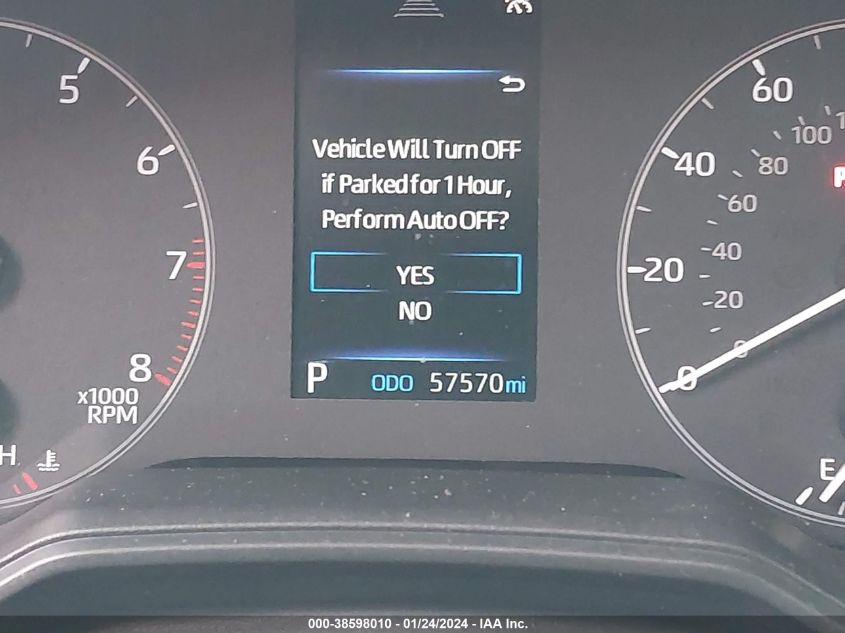 5
6
7
8
x1000
RPM
H
Vehicle Will Turn OFF
if Parked for 1 Hour,
Perform Auto OFF?
YES
NO
P
ODO 57570 mi
60
40
20
0
100
80
60
40
20
0
E
000-38598010 - 01/24/2024 - IAA Inc.